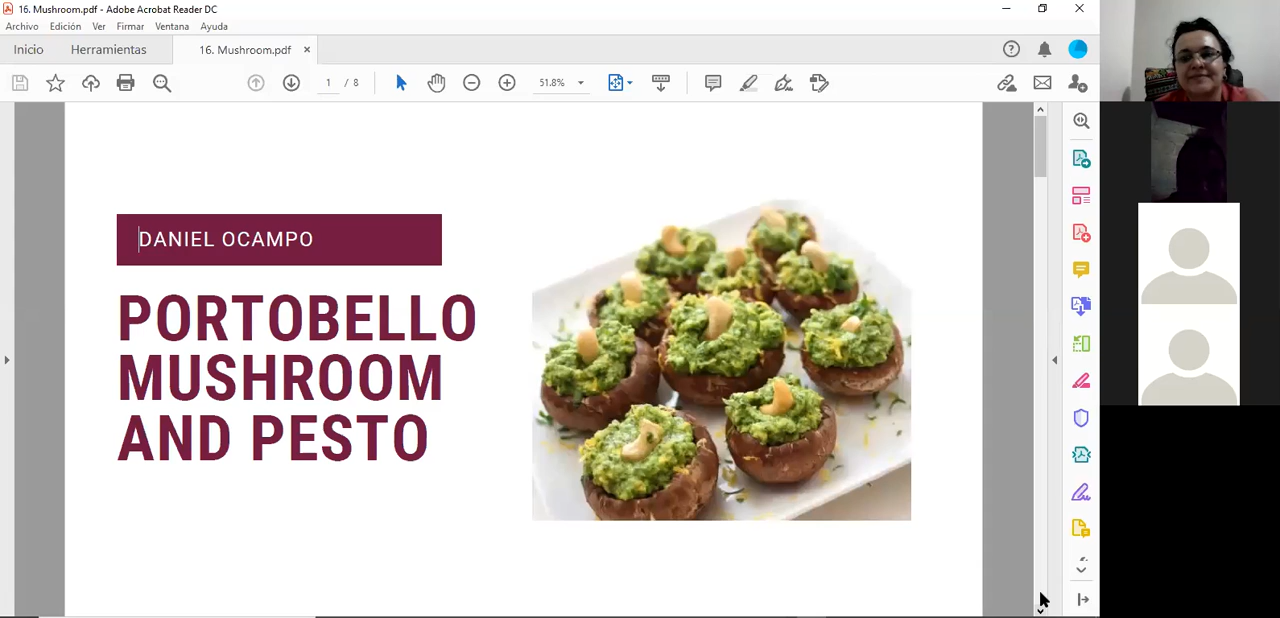 16. Mushroom.pdf - Adobe Acrobat Reader DC
Archivo Edición Ver Firmar Ventana Ayuda
Inicio Herramientas 16. Mushroom.pdf ×
1 / 8 51.8%
DANIEL OCAMPO
PORTOBELLO
MUSHROOM
AND PESTO